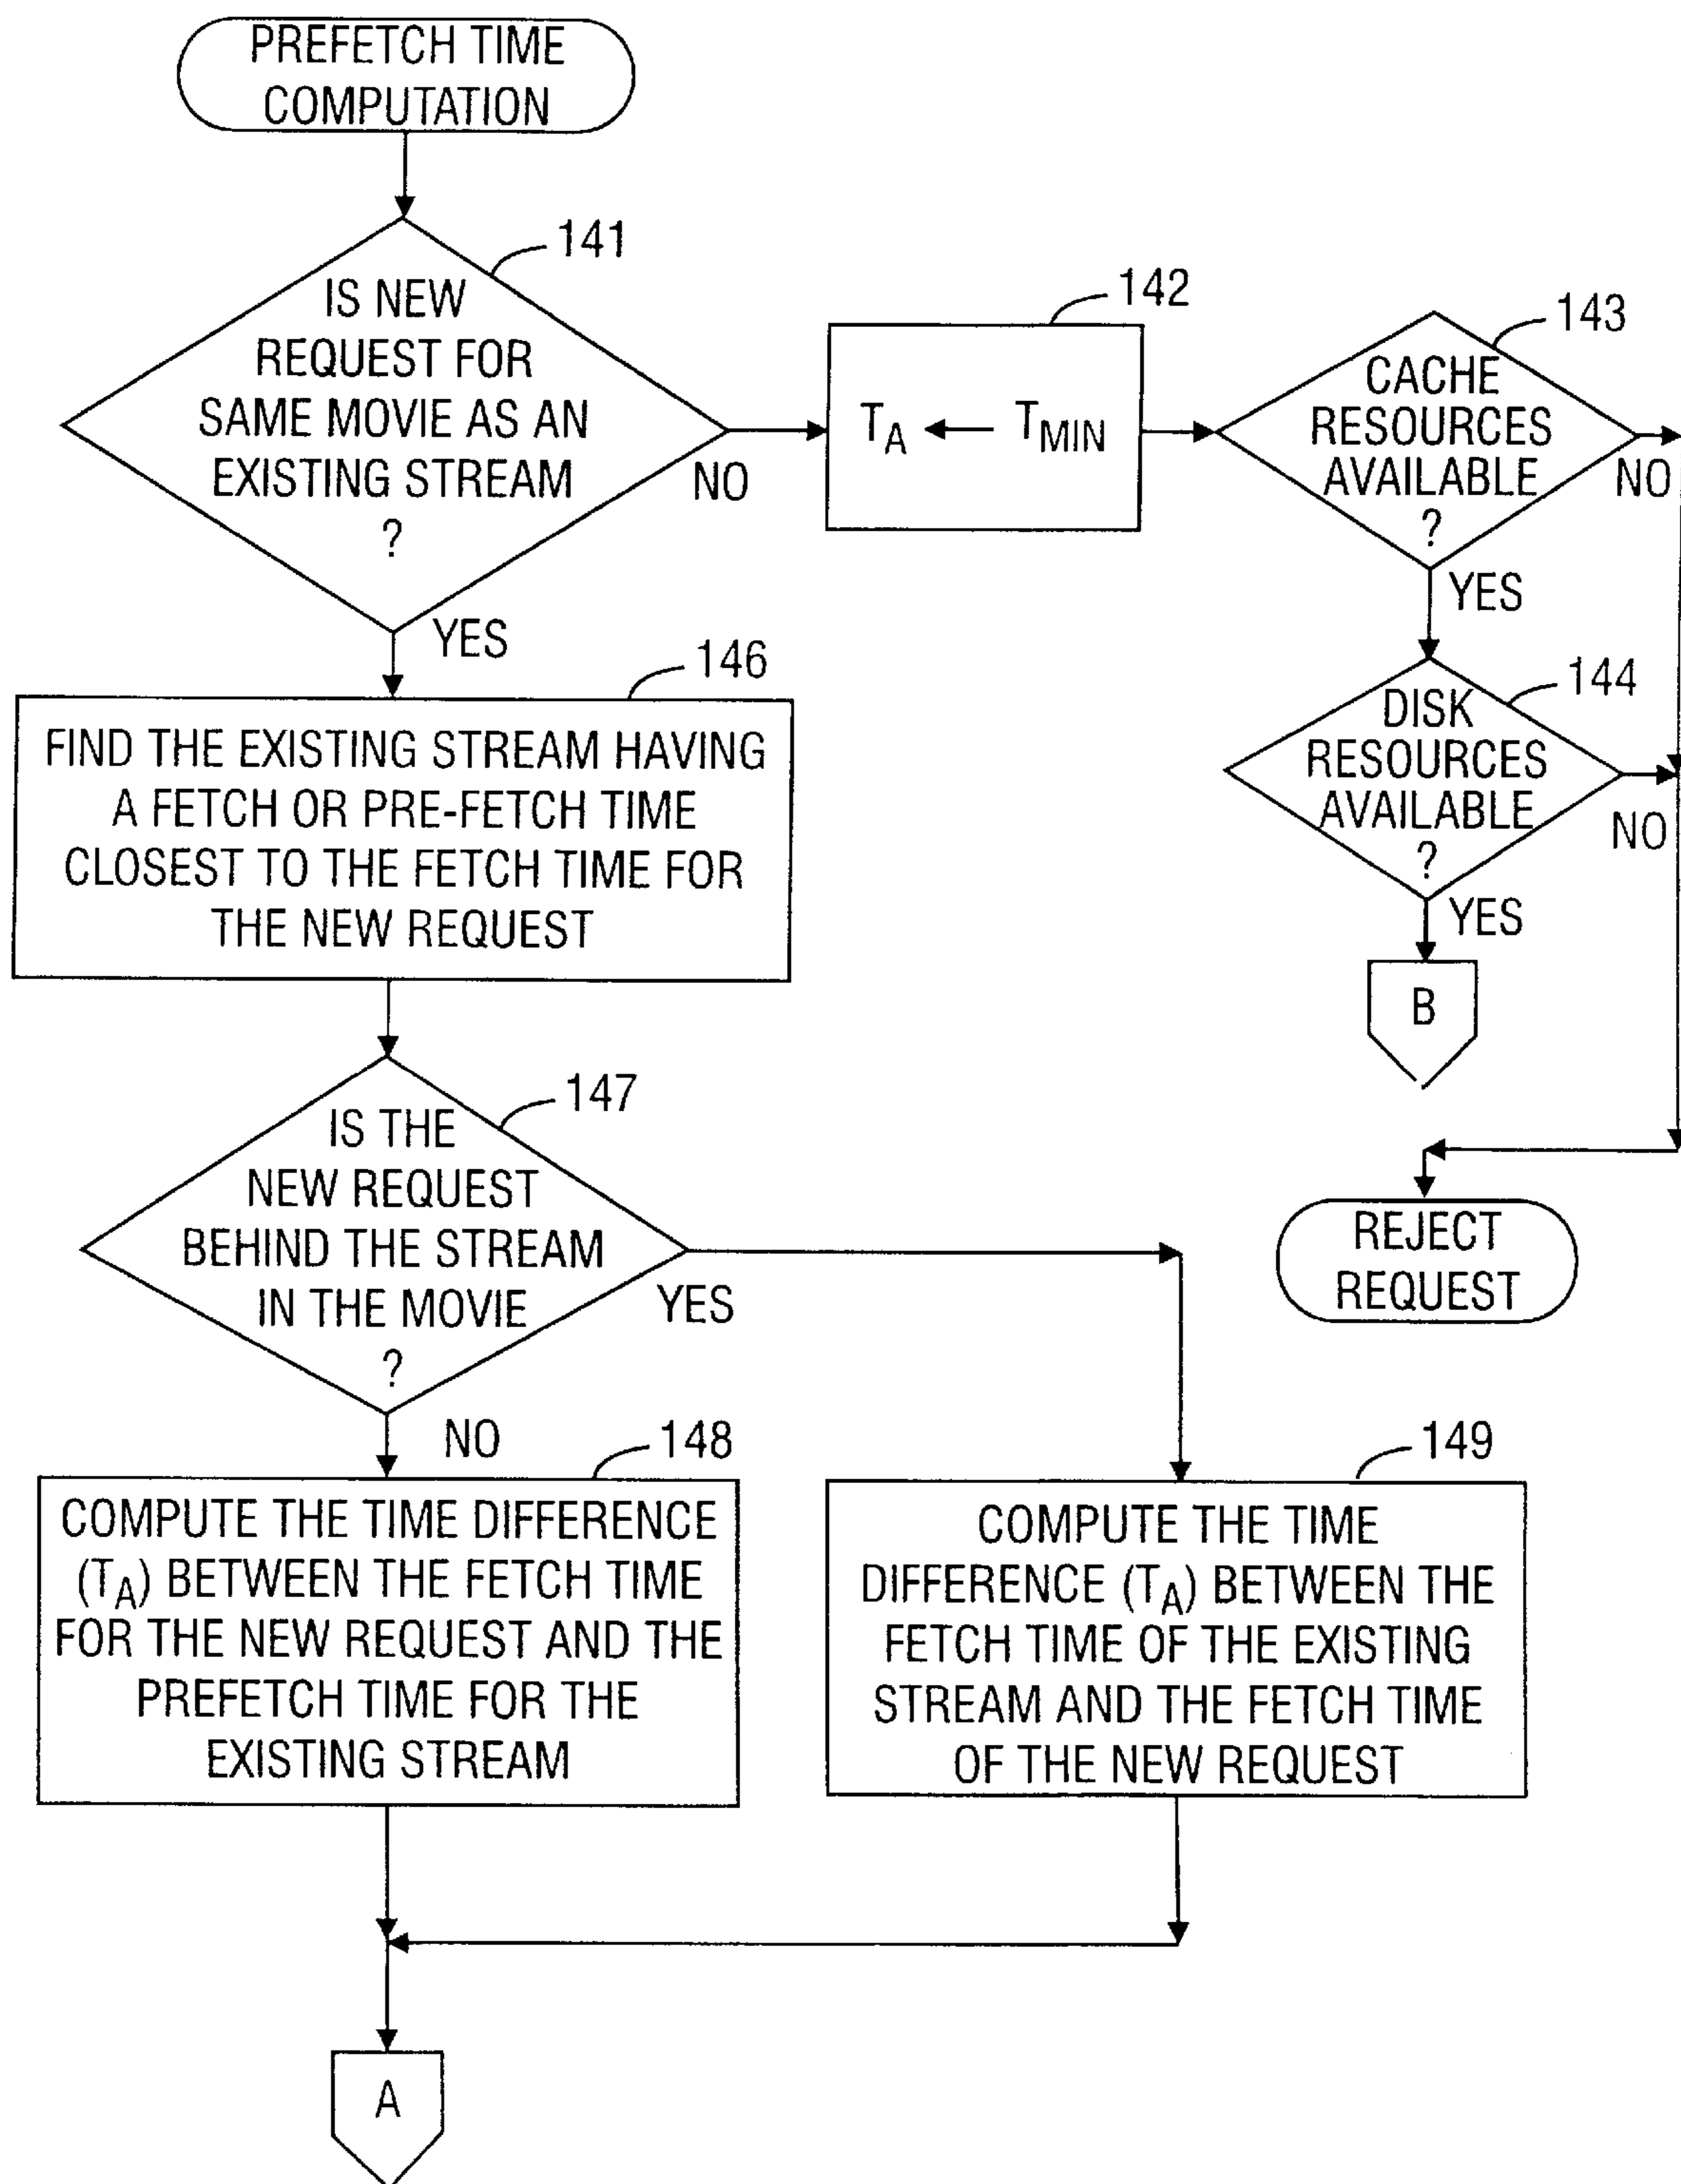 PREFETCH TIME
COMPUTATION
141
IS NEW
REQUEST FOR
SAME MOVIE AS AN
EXISTING STREAM
?
NO
YES
142
T_A ← T_MIN
143
CACHE
RESOURCES
AVAILABLE
?
NO
YES
144
DISK
RESOURCES
AVAILABLE
?
NO
YES
B
REJECT
REQUEST
146
FIND THE EXISTING STREAM HAVING
A FETCH OR PRE-FETCH TIME
CLOSEST TO THE FETCH TIME FOR
THE NEW REQUEST
147
IS THE
NEW REQUEST
BEHIND THE STREAM
IN THE MOVIE
?
YES
NO
148
COMPUTE THE TIME DIFFERENCE
(T_A) BETWEEN THE FETCH TIME
FOR THE NEW REQUEST AND THE
PREFETCH TIME FOR THE
EXISTING STREAM
149
COMPUTE THE TIME
DIFFERENCE (T_A) BETWEEN THE
FETCH TIME OF THE EXISTING
STREAM AND THE FETCH TIME
OF THE NEW REQUEST
A